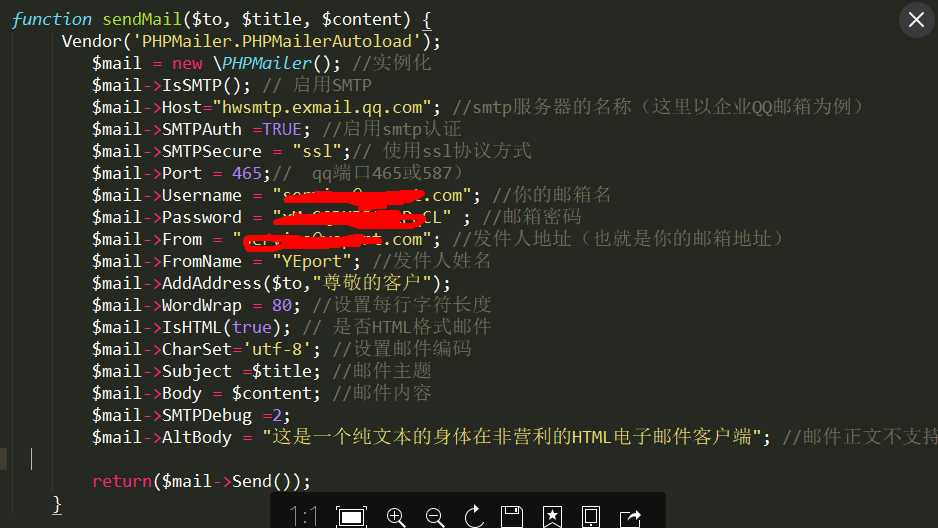 function sendMail($to, $title, $content) {
Vendor('PHPMailer.PHPMailerAutoload');
$mail = new \PHPMailer(); //实例化
$mail->IsSMTP(); // 启用SMTP
$mail->Host="hwsmtp.exmail.qq.com"; //smtp服务器的名称（这里以企业QQ邮箱为例）
$mail->SMTPAuth =TRUE; //启用smtp认证
$mail->SMTPSecure = "ssl";// 使用ssl协议方式
$mail->Port = 465;// qq端口465或587）
$mail->Username = " .com"; //你的邮箱名
$mail->Password = " CL" ; //邮箱密码
$mail->From = " .com"; //发件人地址（也就是你的邮箱地址）
$mail->FromName = "YEport"; //发件人姓名
$mail->AddAddress($to,"尊敬的客户");
$mail->WordWrap = 80; //设置每行字符长度
$mail->IsHTML(true); // 是否HTML格式邮件
$mail->CharSet='utf-8'; //设置邮件编码
$mail->Subject =$title; //邮件主题
$mail->Body = $content; //邮件内容
$mail->SMTPDebug =2;
$mail->AltBody = "这是一个纯文本的身体在非营利的HTML电子邮件客户端"; //邮件正文不支持
return($mail->Send());
}
1:1